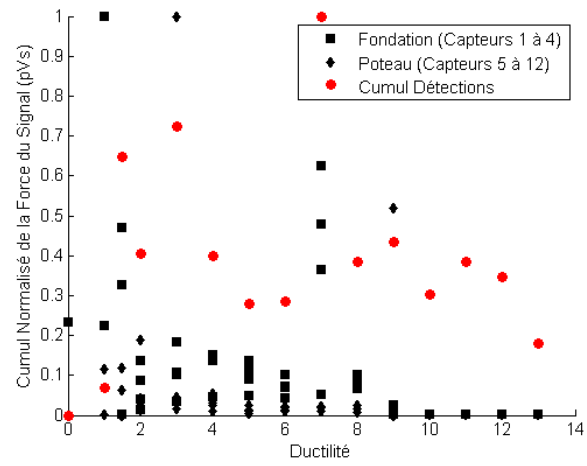 1
0.9
0.8
0.7
0.6
0.5
0.4
0.3
0.2
0.1
0
Cumul Normalisé de la Force du Signal (pVs)
Fondation (Capteurs 1 à 4)
Poteau (Capteurs 5 à 12)
Cumul Détections
0 2 4 6 8 10 12 14
Ductilité